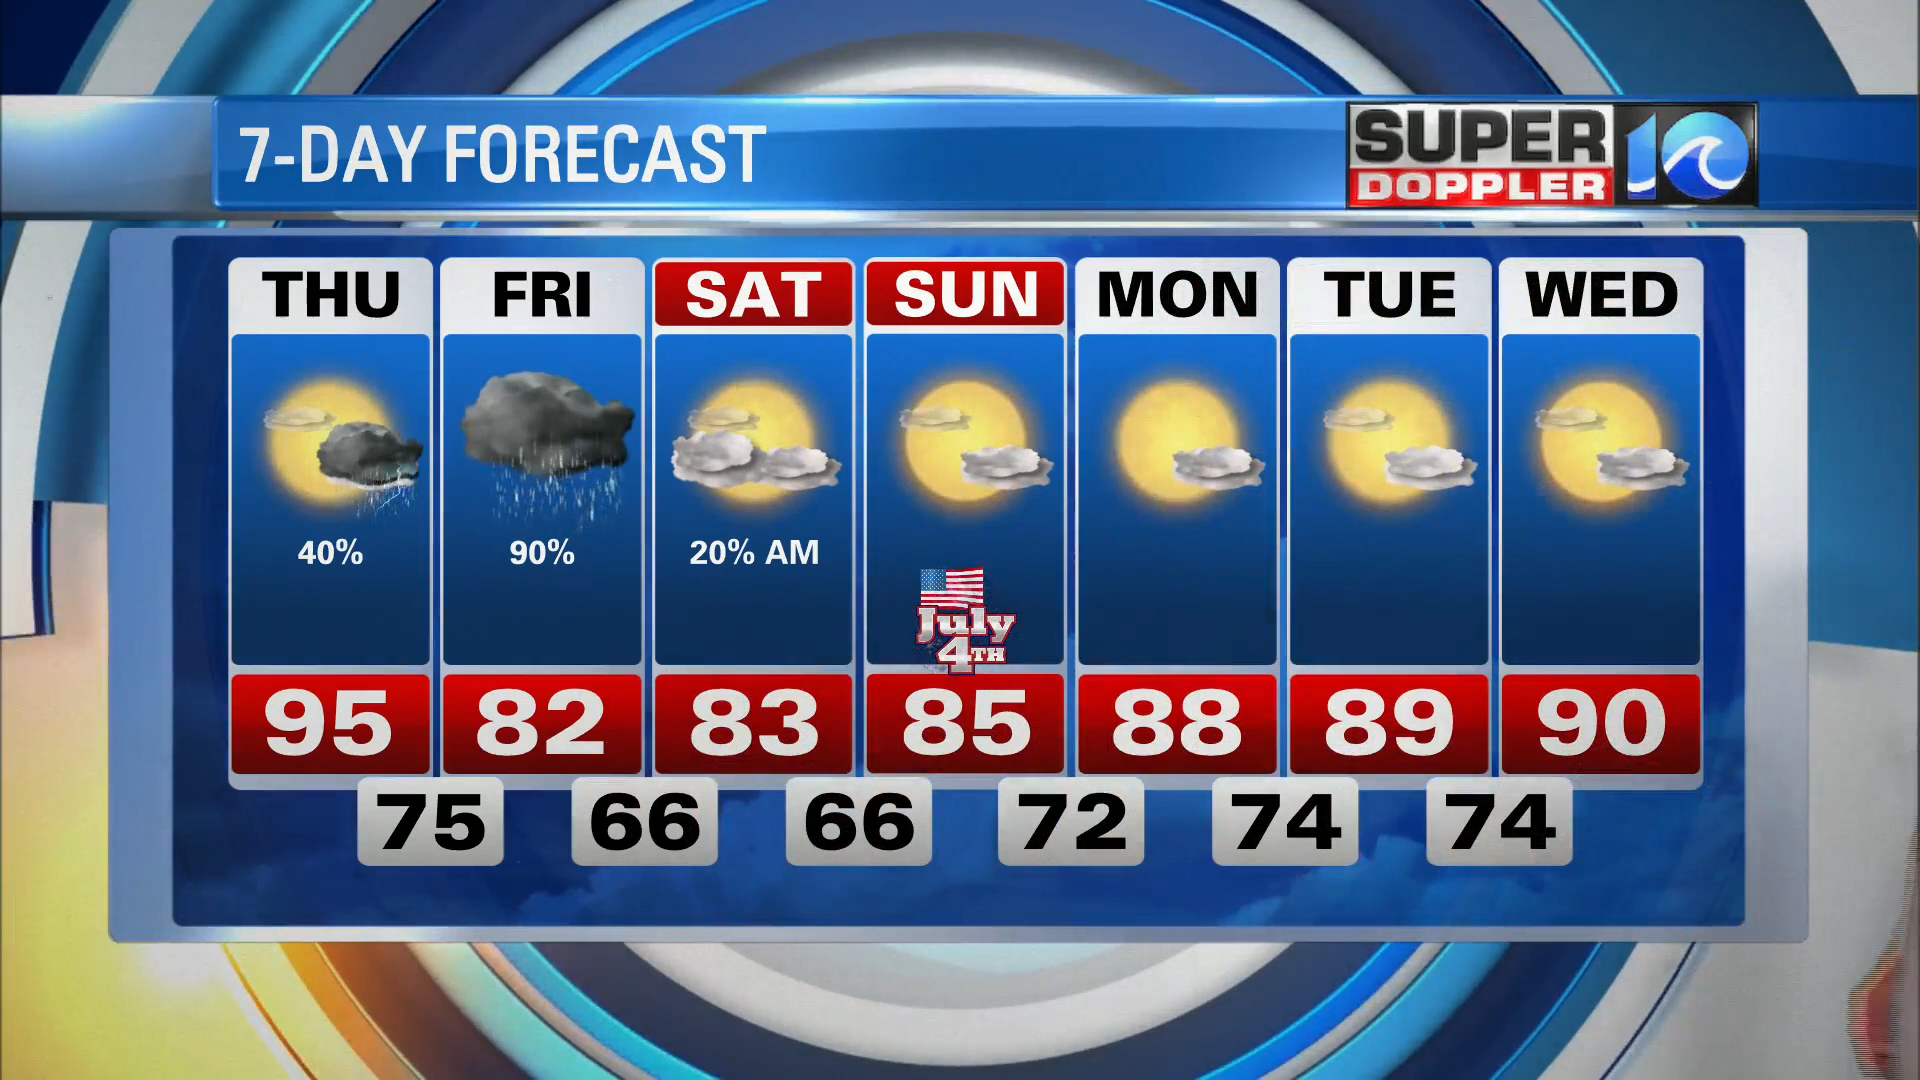 7-DAY FORECAST
SUPER DOPPLER 10
THU FRI SAT SUN MON TUE WED
40% 90% 20% AM
July
4TH
95 82 83 85 88 89 90
75 66 66 72 74 74